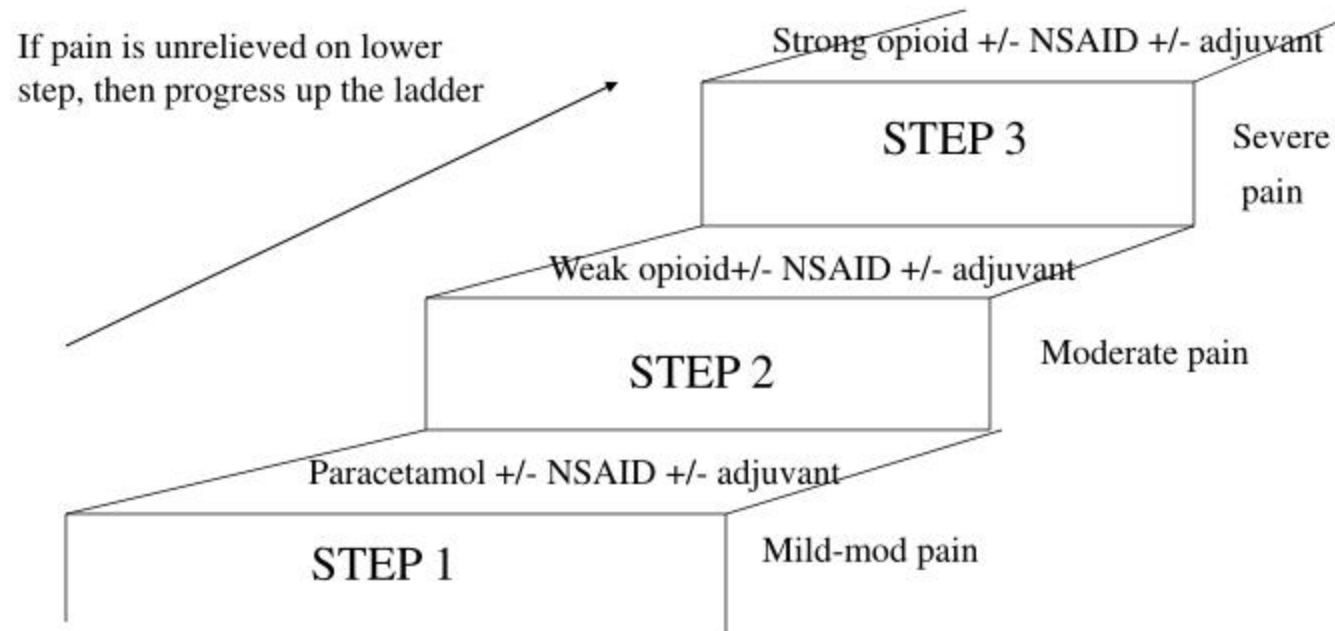 If pain is unrelieved on lower
step, then progress up the ladder
Strong opioid +/- NSAID +/- adjuvant
STEP 3
Severe
pain
Weak opioid+/- NSAID +/- adjuvant
STEP 2
Moderate pain
Paracetamol +/- NSAID +/- adjuvant
STEP 1
Mild-mod pain